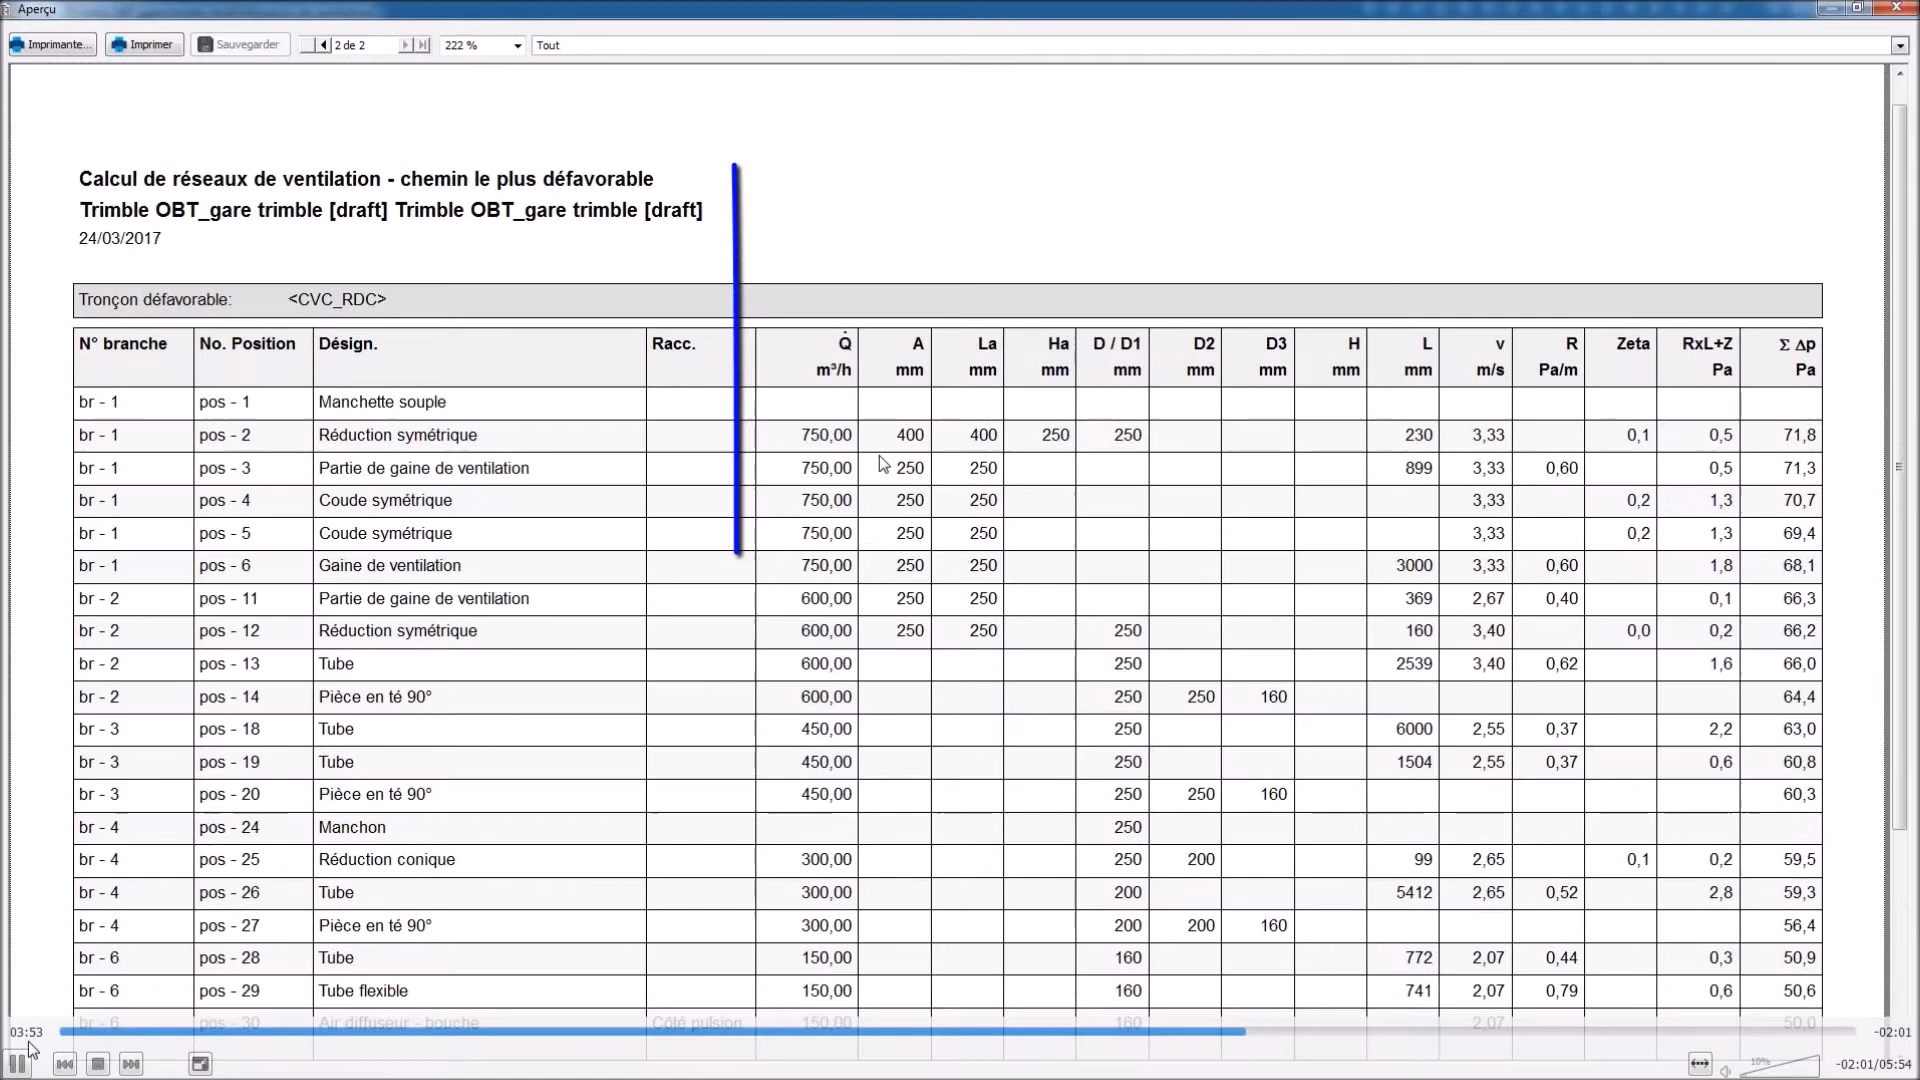 Aperçu
Imprimante... Imprimer Sauvegarder 2 de 2 222 % Tout
Calcul de réseaux de ventilation - chemin le plus défavorable
Trimble OBT_gare trimble [draft] Trimble OBT_gare trimble [draft]
24/03/2017
Tronçon défavorable: <CVC_RDC>
N° branche No. Position Désign. Racc. Q̇ A La Ha D / D1 D2 D3 H L v R Zeta RxL+Z Σ Δp
m³/h mm mm mm mm mm mm mm mm m/s Pa/m Pa Pa
br - 1 pos - 1 Manchette souple
br - 1 pos - 2 Réduction symétrique 750,00 400 400 250 250 230 3,33 0,1 0,5 71,8
br - 1 pos - 3 Partie de gaine de ventilation 750,00 250 250 899 3,33 0,60 0,5 71,3
br - 1 pos - 4 Coude symétrique 750,00 250 250 3,33 0,2 1,3 70,7
br - 1 pos - 5 Coude symétrique 750,00 250 250 3,33 0,2 1,3 69,4
br - 1 pos - 6 Gaine de ventilation 750,00 250 250 3000 3,33 0,60 1,8 68,1
br - 2 pos - 11 Partie de gaine de ventilation 600,00 250 250 369 2,67 0,40 0,1 66,3
br - 2 pos - 12 Réduction symétrique 600,00 250 250 250 160 3,40 0,0 0,2 66,2
br - 2 pos - 13 Tube 600,00 250 2539 3,40 0,62 1,6 66,0
br - 2 pos - 14 Pièce en té 90° 600,00 250 250 160 64,4
br - 3 pos - 18 Tube 450,00 250 6000 2,55 0,37 2,2 63,0
br - 3 pos - 19 Tube 450,00 250 1504 2,55 0,37 0,6 60,8
br - 3 pos - 20 Pièce en té 90° 450,00 250 250 160 60,3
br - 4 pos - 24 Manchon 250
br - 4 pos - 25 Réduction conique 300,00 250 200 99 2,65 0,1 0,2 59,5
br - 4 pos - 26 Tube 300,00 200 5412 2,65 0,52 2,8 59,3
br - 4 pos - 27 Pièce en té 90° 300,00 200 200 160 56,4
br - 6 pos - 28 Tube 150,00 160 772 2,07 0,44 0,3 50,9
br - 6 pos - 29 Tube flexible 150,00 160 741 2,07 0,79 0,6 50,6
br - 6 pos - 30 Air diffuseur - bouche Côté pulsion 150,00 160 2,07 50,0
03:53 -02:01
10% -02:01/05:54